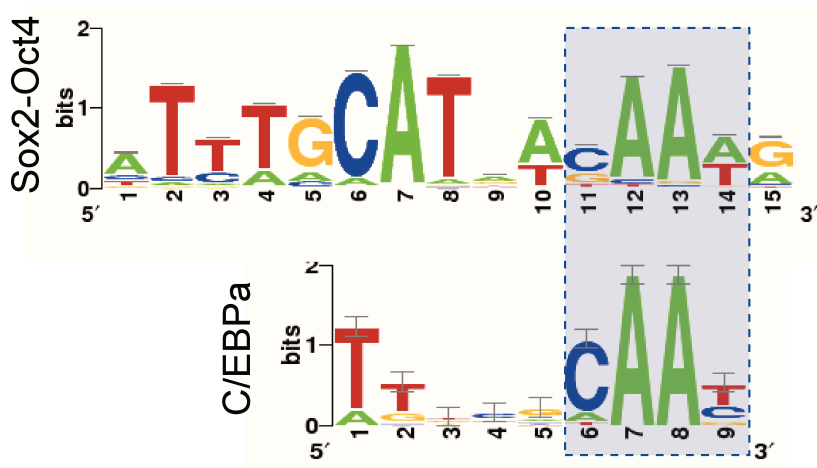 Sox2-Oct4
bits
2
1
0
ATTTGCATAACAAAG
1 2 3 4 5 6 7 8 9 10 11 12 13 14 15
5′ 3′
C/EBPa
bits
2
1
0
TTCAAT
1 2 3 4 5 6 7 8 9
5′ 3′